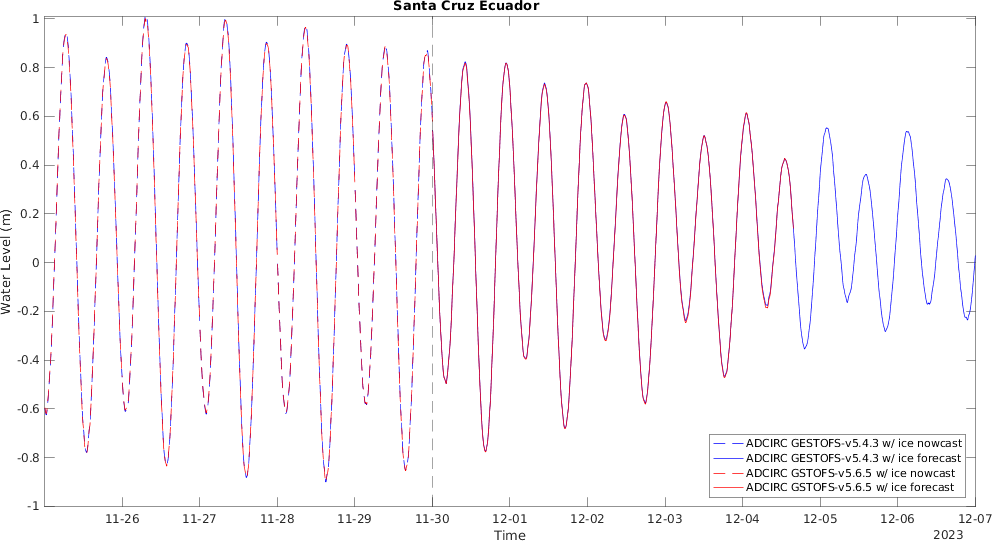 Santa Cruz Ecuador
Water Level (m)
1
0.8
0.6
0.4
0.2
0
-0.2
-0.4
-0.6
-0.8
-1
ADCIRC GESTOFS-v5.4.3 w/ ice nowcast
ADCIRC GESTOFS-v5.4.3 w/ ice forecast
ADCIRC GSTOFS-v5.6.5 w/ ice nowcast
ADCIRC GSTOFS-v5.6.5 w/ ice forecast
11-26 11-27 11-28 11-29 11-30 12-01 12-02 12-03 12-04 12-05 12-06 12-07
Time
2023